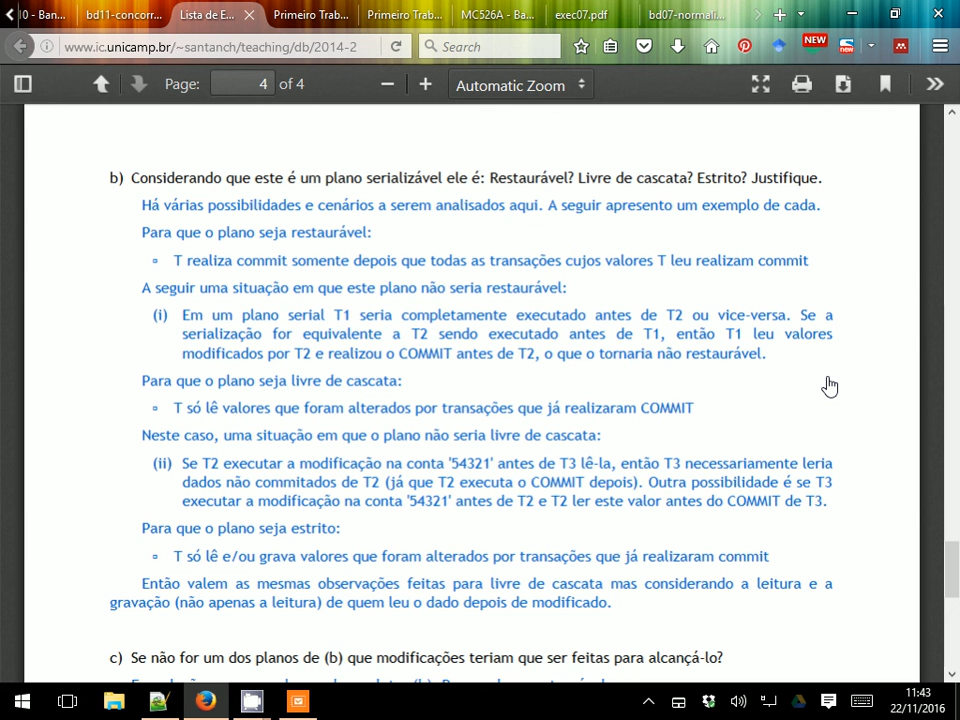 10 - Ban...
bd11-concorr...
Lista de E...
Primeiro Trab...
Primeiro Trab...
MC526A - Ba...
exec07.pdf
bd07-normali...
www.ic.unicamp.br/~santanch/teaching/db/2014-2
Search
NEW
new
Page: 4 of 4
Automatic Zoom
b) Considerando que este é um plano serializável ele é: Restaurável? Livre de cascata? Estrito? Justifique.
Há várias possibilidades e cenários a serem analisados aqui. A seguir apresento um exemplo de cada.
Para que o plano seja restaurável:
▫ T realiza commit somente depois que todas as transações cujos valores T leu realizam commit
A seguir uma situação em que este plano não seria restaurável:
(i) Em um plano serial T1 seria completamente executado antes de T2 ou vice-versa. Se a
serialização for equivalente a T2 sendo executado antes de T1, então T1 leu valores
modificados por T2 e realizou o COMMIT antes de T2, o que o tornaria não restaurável.
Para que o plano seja livre de cascata:
▫ T só lê valores que foram alterados por transações que já realizaram COMMIT
Neste caso, uma situação em que o plano não seria livre de cascata:
(ii) Se T2 executar a modificação na conta '54321' antes de T3 lê-la, então T3 necessariamente leria
dados não commitados de T2 (já que T2 executa o COMMIT depois). Outra possibilidade é se T3
executar a modificação na conta '54321' antes de T2 e T2 ler este valor antes do COMMIT de T3.
Para que o plano seja estrito:
▫ T só lê e/ou grava valores que foram alterados por transações que já realizaram commit
Então valem as mesmas observações feitas para livre de cascata mas considerando a leitura e a
gravação (não apenas a leitura) de quem leu o dado depois de modificado.
c) Se não for um dos planos de (b) que modificações teriam que ser feitas para alcançá-lo?
11:43
22/11/2016